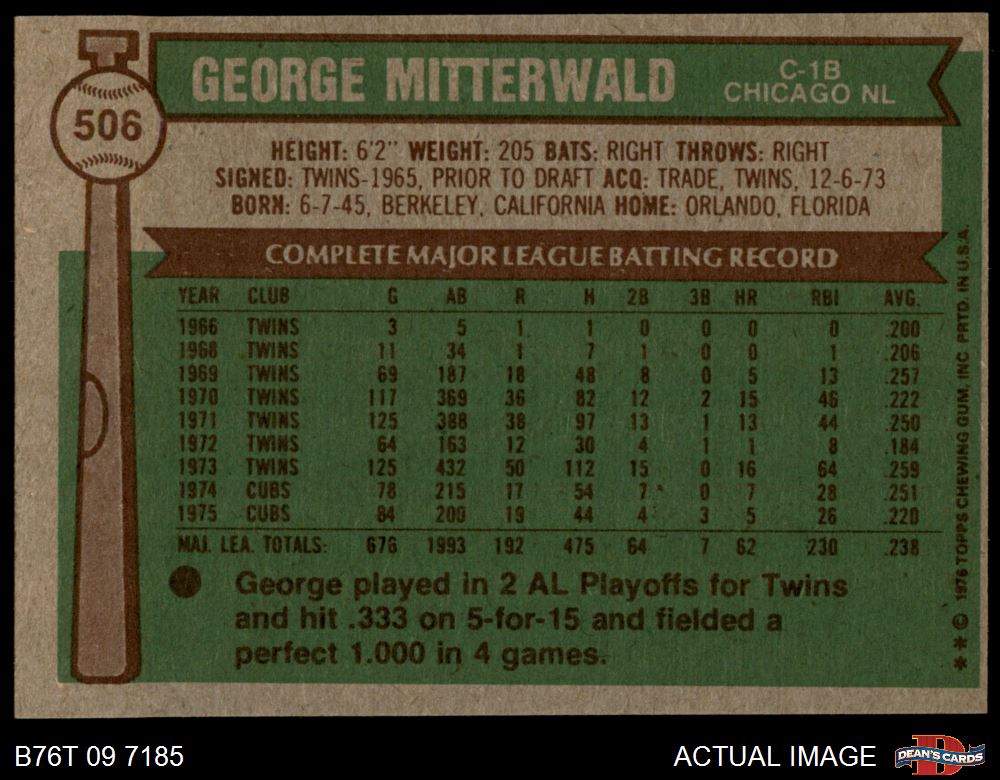 506
GEORGE MITTERWALD
C-1B
CHICAGO NL
HEIGHT: 6'2" WEIGHT: 205 BATS: RIGHT THROWS: RIGHT
SIGNED: TWINS-1965, PRIOR TO DRAFT ACQ: TRADE, TWINS, 12-6-73
BORN: 6-7-45, BERKELEY, CALIFORNIA HOME: ORLANDO, FLORIDA
COMPLETE MAJOR LEAGUE BATTING RECORD
YEAR CLUB G AB R H 2B 3B HR RBI AVG.
1966 TWINS 3 5 1 1 0 0 0 0 .200
1968 TWINS 11 34 1 7 1 0 0 1 .206
1969 TWINS 69 187 18 48 8 0 5 13 .257
1970 TWINS 117 369 36 82 12 2 15 46 .222
1971 TWINS 125 388 38 97 13 1 13 44 .250
1972 TWINS 64 163 12 30 4 1 1 8 .184
1973 TWINS 125 432 50 112 15 0 16 64 .259
1974 CUBS 78 215 17 54 7 0 7 28 .251
1975 CUBS 84 200 19 44 4 3 5 26 .220
MAJ. LEA. TOTALS: 676 1993 192 475 64 7 62 230 .238
George played in 2 AL Playoffs for Twins
and hit .333 on 5-for-15 and fielded a
perfect 1.000 in 4 games.
** © 1976 TOPPS CHEWING GUM, INC. PRTD. IN U.S.A.
B76T 09 7185
ACTUAL IMAGE
DEAN'S CARDS